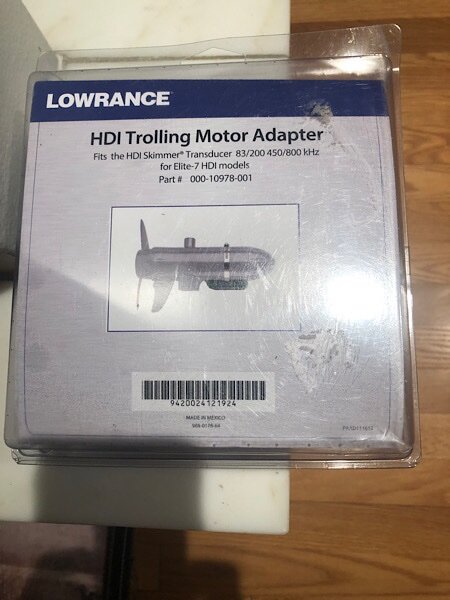 LOWRANCE
HDI Trolling Motor Adapter
Fits the HDI Skimmer® Transducer 83/200 450/800 kHz
for Elite-7 HDI models
Part # 000-10978-001
9420024121924
MADE IN MEXICO